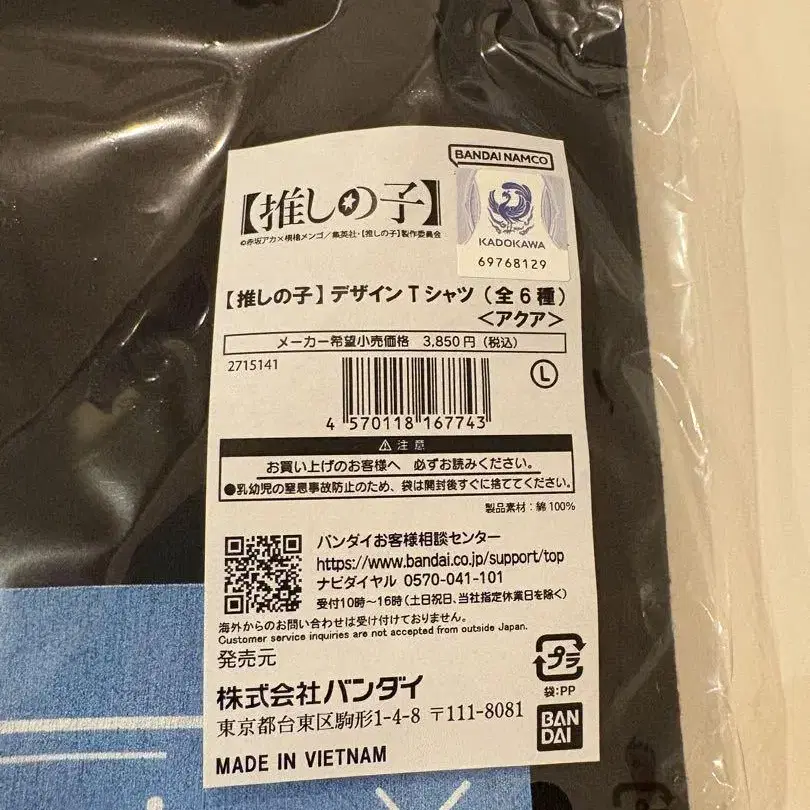 BANDAI NAMCO
【推しの子】
©赤坂アカ×横槍メンゴ/集英社・【推しの子】製作委員会
KADOKAWA
69768129
【推しの子】デザインTシャツ(全6種)
<アクア>
メーカー希望小売価格 3,850円(税込)
2715141
L
4 570118 167743
⚠注意
お買い上げのお客様へ 必ずお読みください。
●乳幼児の窒息事故防止のため、袋は開封後すぐに捨ててください。
製品素材:綿100%
バンダイお客様相談センター
https://www.bandai.co.jp/support/top
ナビダイヤル 0570-041-101
受付10時〜16時(土日祝日、当社指定休業日を除く)
海外からのお問い合わせは受け付けておりません。
Customer service inquiries are not accepted from outside Japan.
発売元
株式会社バンダイ
東京都台東区駒形1-4-8 〒111-8081
MADE IN VIETNAM
プラ
袋:PP
BAN
DAI